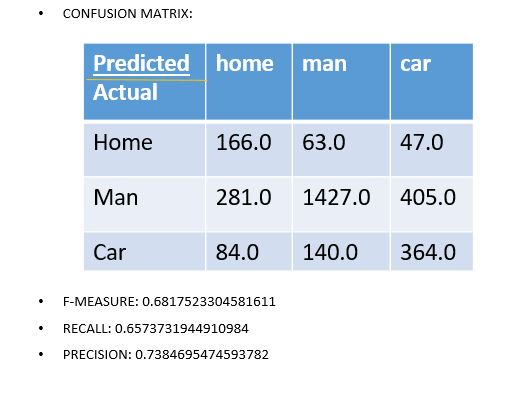 • CONFUSION MATRIX:
Predicted home man car
Actual
Home 166.0 63.0 47.0
Man 281.0 1427.0 405.0
Car 84.0 140.0 364.0
• F-MEASURE: 0.6817523304581611
• RECALL: 0.6573731944910984
• PRECISION: 0.7384695474593782